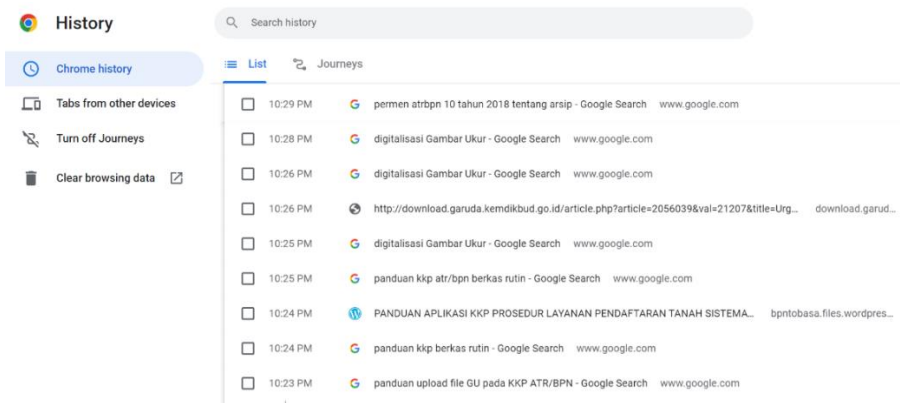 History
Search history
Chrome history
Tabs from other devices
Turn off Journeys
Clear browsing data
List Journeys
10:29 PM permen atrbpn 10 tahun 2018 tentang arsip - Google Search www.google.com
10:28 PM digitalisasi Gambar Ukur - Google Search www.google.com
10:26 PM digitalisasi Gambar Ukur - Google Search www.google.com
10:26 PM http://download.garuda.kemdikbud.go.id/article.php?article=2056039&val=21207&title=Urg... download.garud...
10:25 PM digitalisasi Gambar Ukur - Google Search www.google.com
10:25 PM panduan kkp atr/bpn berkas rutin - Google Search www.google.com
10:24 PM PANDUAN APLIKASI KKP PROSEDUR LAYANAN PENDAFTARAN TANAH SISTEMA... bpntobasa.files.wordpres...
10:24 PM panduan kkp berkas rutin - Google Search www.google.com
10:23 PM panduan upload file GU pada KKP ATR/BPN - Google Search www.google.com